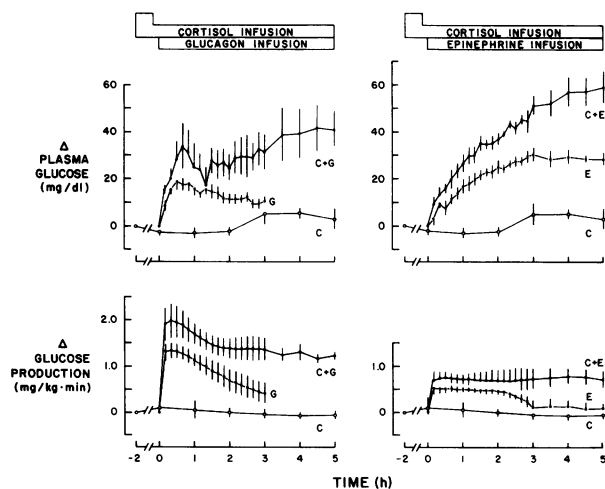 CORTISOL INFUSION
GLUCAGON INFUSION
CORTISOL INFUSION
EPINEPHRINE INFUSION
Δ
PLASMA
GLUCOSE
(mg/dl)
60
40
20
0
C+G
G
C
60
40
20
0
C+E
E
C
Δ
GLUCOSE
PRODUCTION
(mg/kg·min)
2.0
1.0
0
C+G
G
C
1.0
0
C+E
E
C
-2 0 1 2 3 4 5
-2 0 1 2 3 4 5
TIME (h)